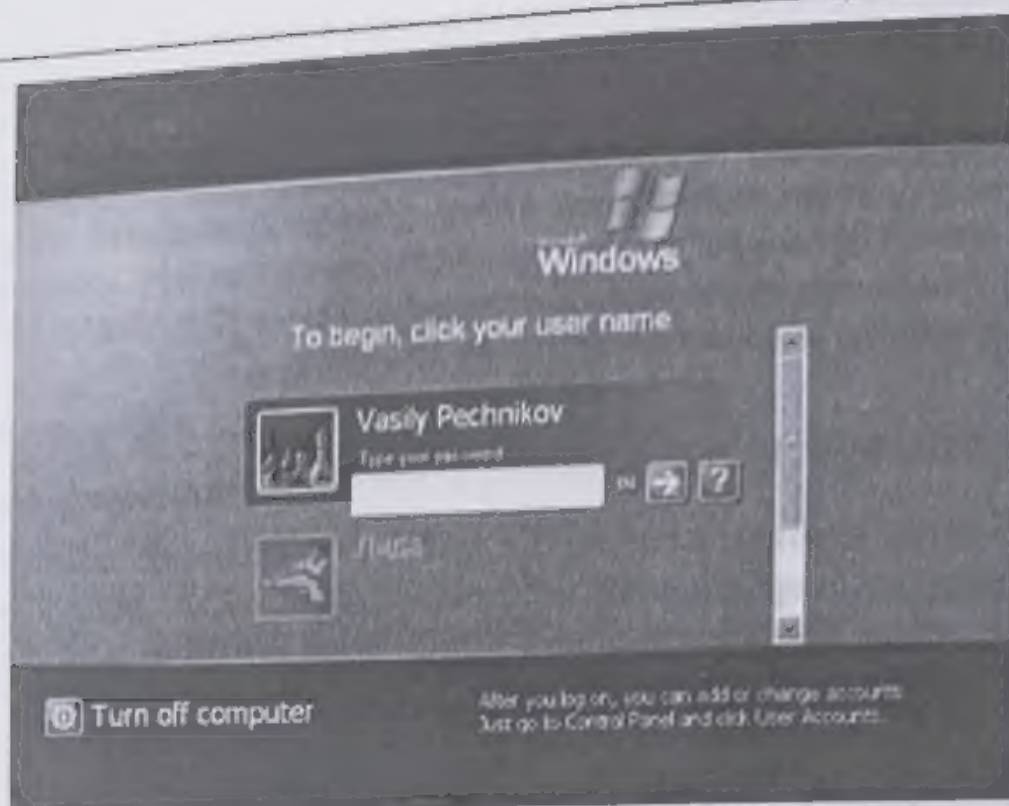 Windows
To begin, click your user name
Vasily Pechnikov
Type your password
?
Turn off computer
After you log on, you can add or change accounts.
Just go to Control Panel and click User Accounts.